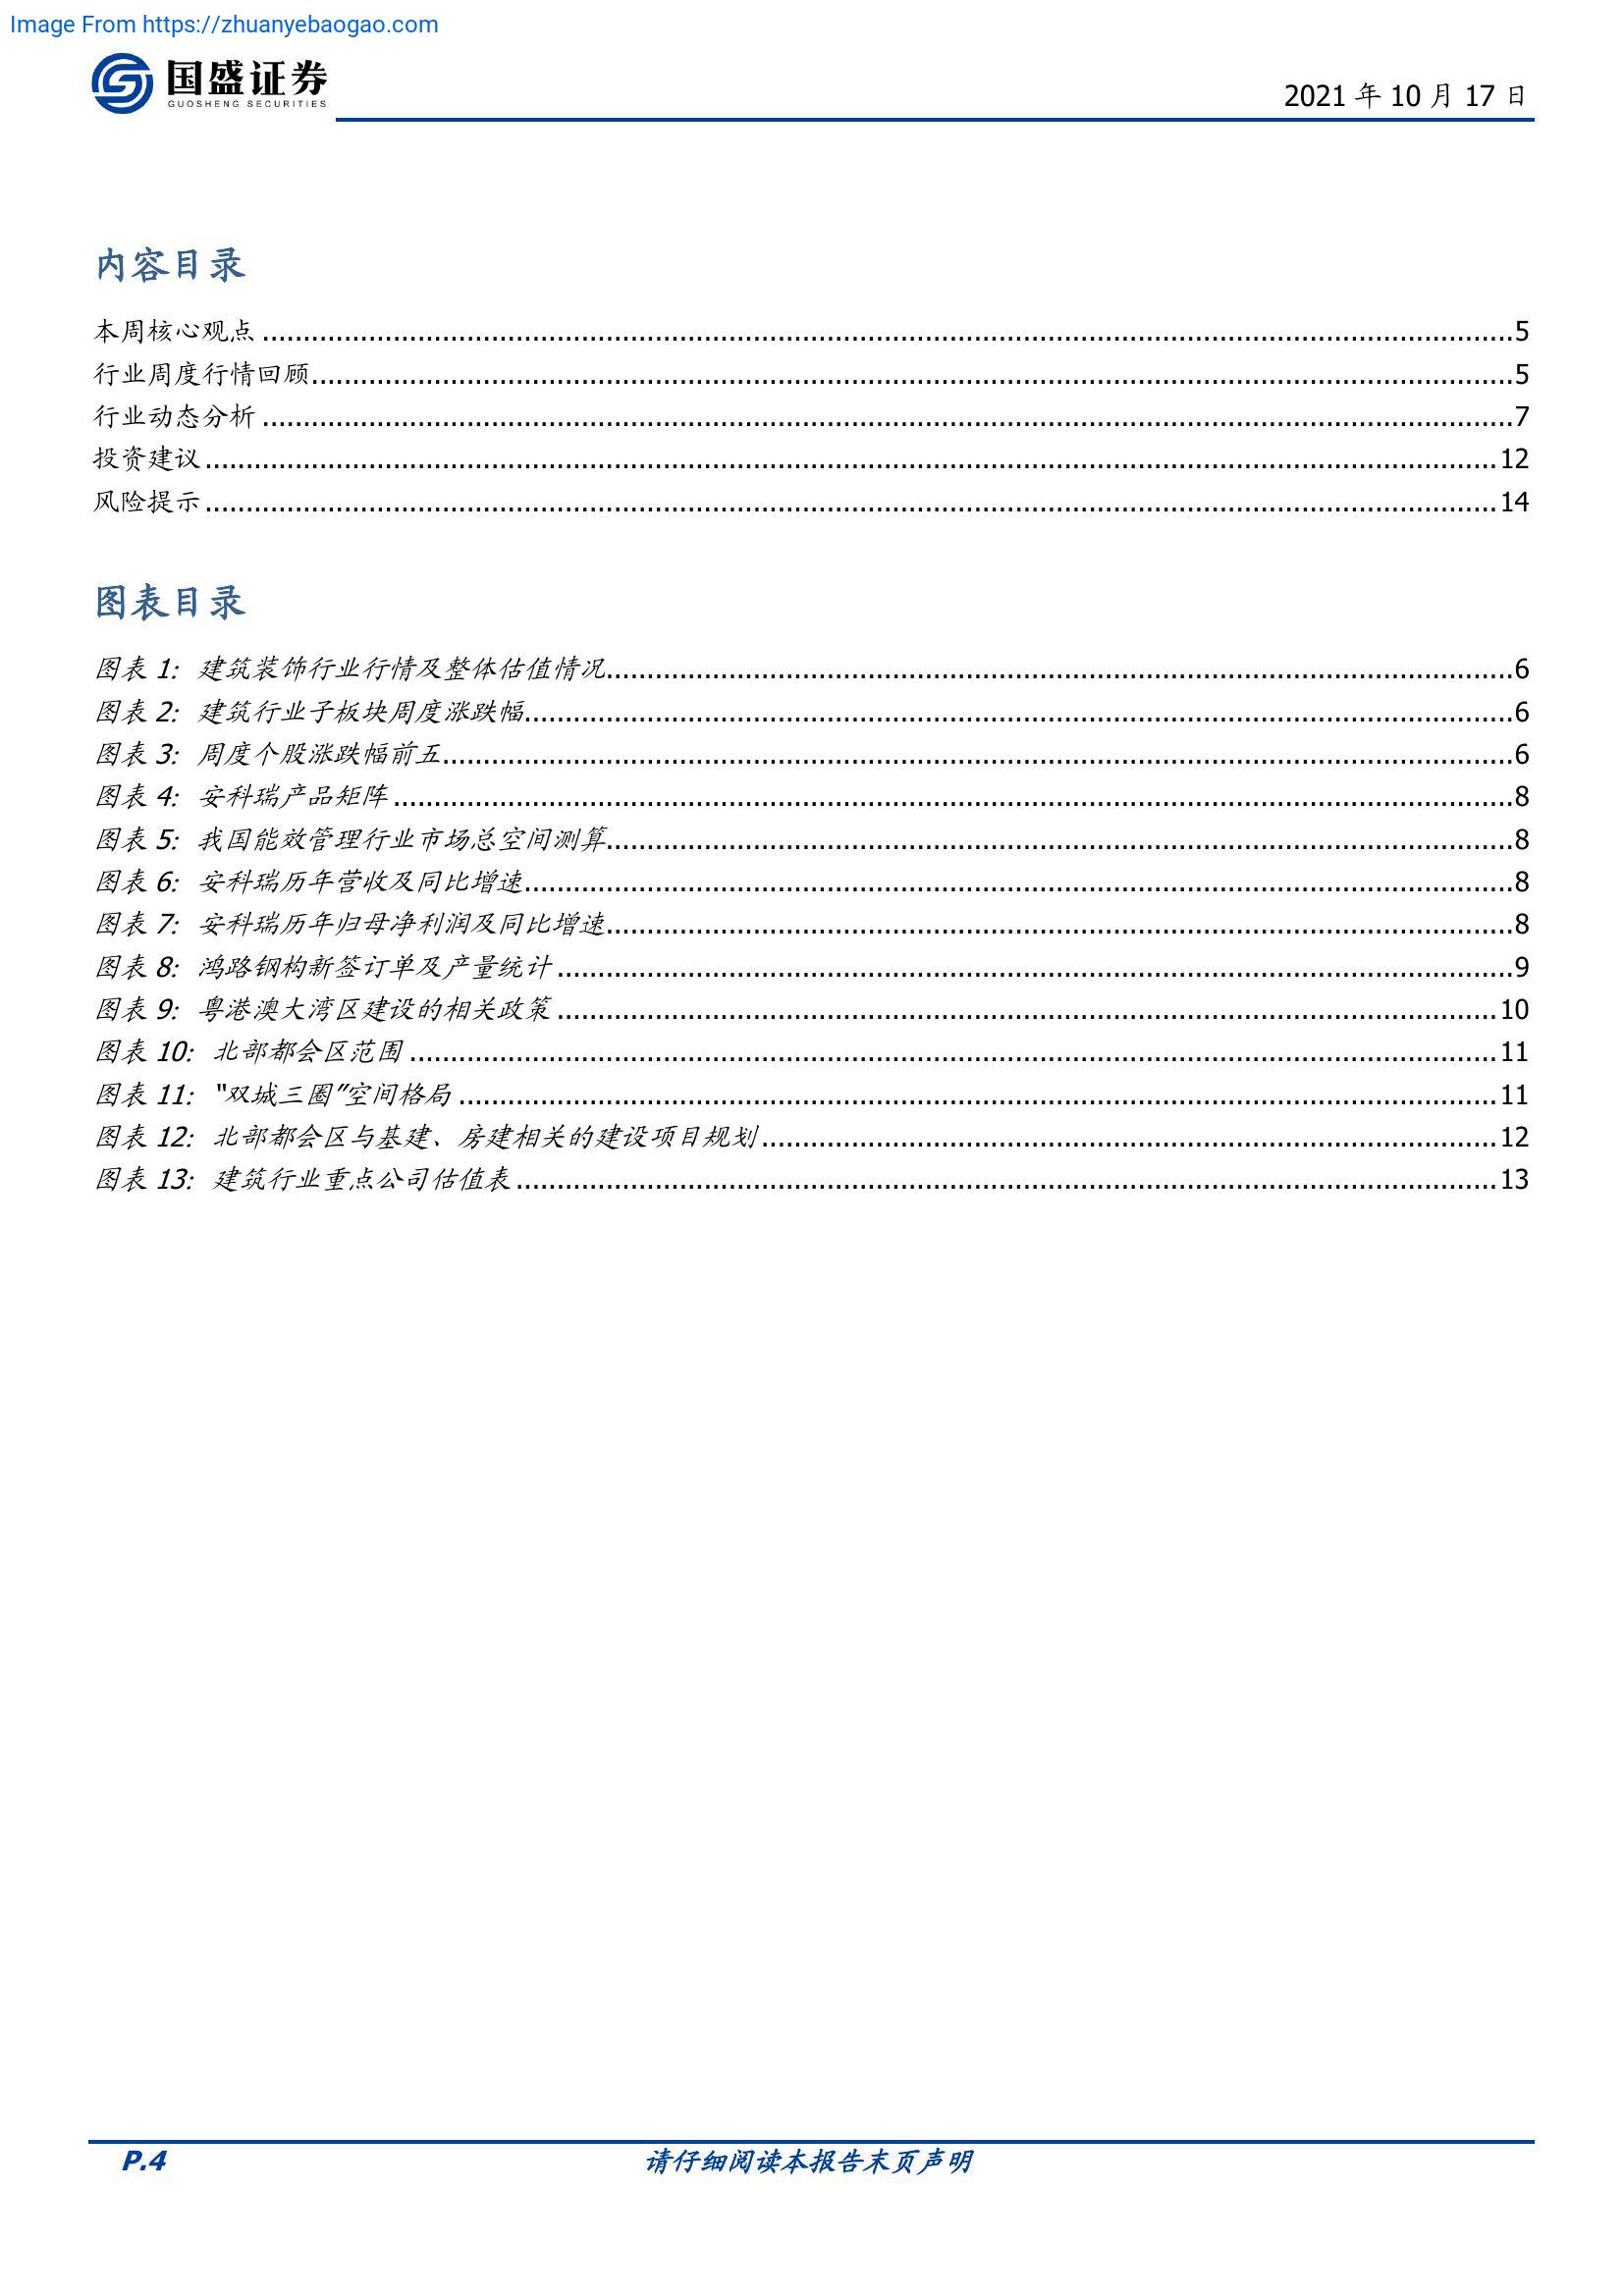 Image From https://zhuanyebaogao.com
国盛证券
GUOSHENG SECURITIES
2021 年 10 月 17 日
内容目录
本周核心观点 ........ 5
行业周度行情回顾 ........ 5
行业动态分析 ........ 7
投资建议 ........ 12
风险提示 ........ 14
图表目录
图表 1: 建筑装饰行业行情及整体估值情况 ........ 6
图表 2: 建筑行业子板块周度涨跌幅 ........ 6
图表 3: 周度个股涨跌幅前五 ........ 6
图表 4: 安科瑞产品矩阵 ........ 8
图表 5: 我国能效管理行业市场总空间测算 ........ 8
图表 6: 安科瑞历年营收及同比增速 ........ 8
图表 7: 安科瑞历年归母净利润及同比增速 ........ 8
图表 8: 鸿路钢构新签订单及产量统计 ........ 9
图表 9: 粤港澳大湾区建设的相关政策 ........ 10
图表 10: 北部都会区范围 ........ 11
图表 11: "双城三圈"空间格局 ........ 11
图表 12: 北部都会区与基建、房建相关的建设项目规划 ........ 12
图表 13: 建筑行业重点公司估值表 ........ 13
P.4
请仔细阅读本报告末页声明